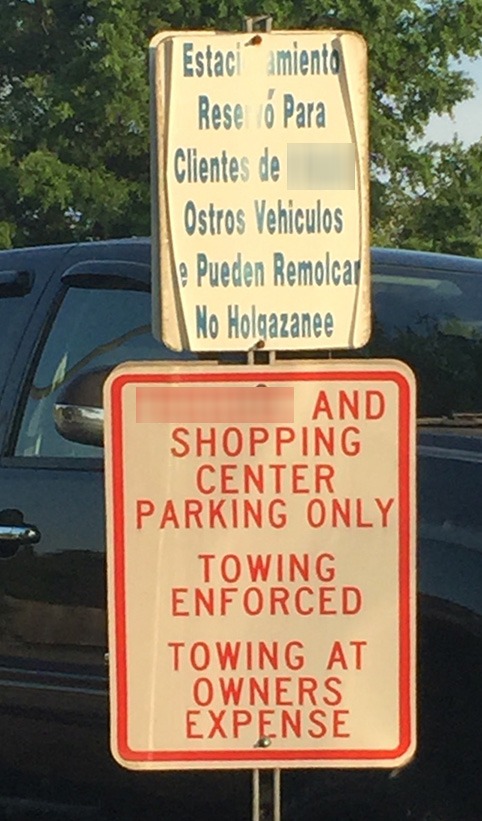 Para
Clientes de
Ostros Vehiculos
Pueden Remolcar
No Holgazanee
AND
SHOPPING
CENTER
PARKING ONLY
TOWING
ENFORCED
TOWING AT
OWNERS
EXPENSE